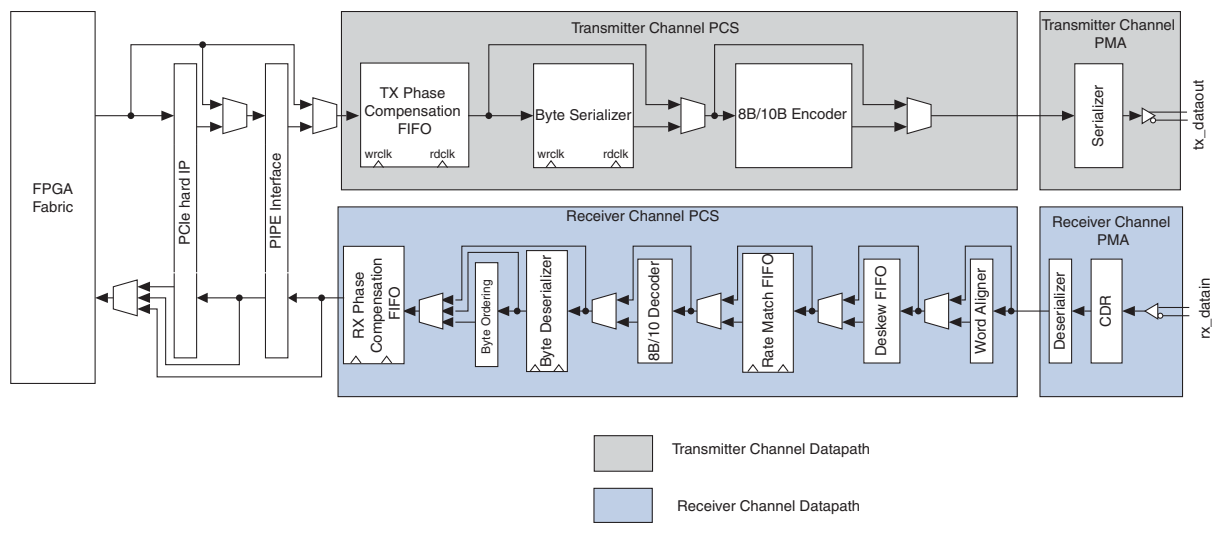 Transmitter Channel PCS
Transmitter Channel
PMA
FPGA
Fabric
PCIe hard IP
PIPE Interface
TX Phase
Compensation
FIFO
wrclk
rdclk
Byte Serializer
wrclk
rdclk
8B/10B Encoder
Serializer
tx_dataout
Receiver Channel PCS
Receiver Channel
PMA
RX Phase
Compensation
FIFO
Byte Ordering
Byte Deserializer
8B/10 Decoder
Rate Match FIFO
Deskew FIFO
Word Aligner
Deserializer
CDR
rx_datain
Transmitter Channel Datapath
Receiver Channel Datapath